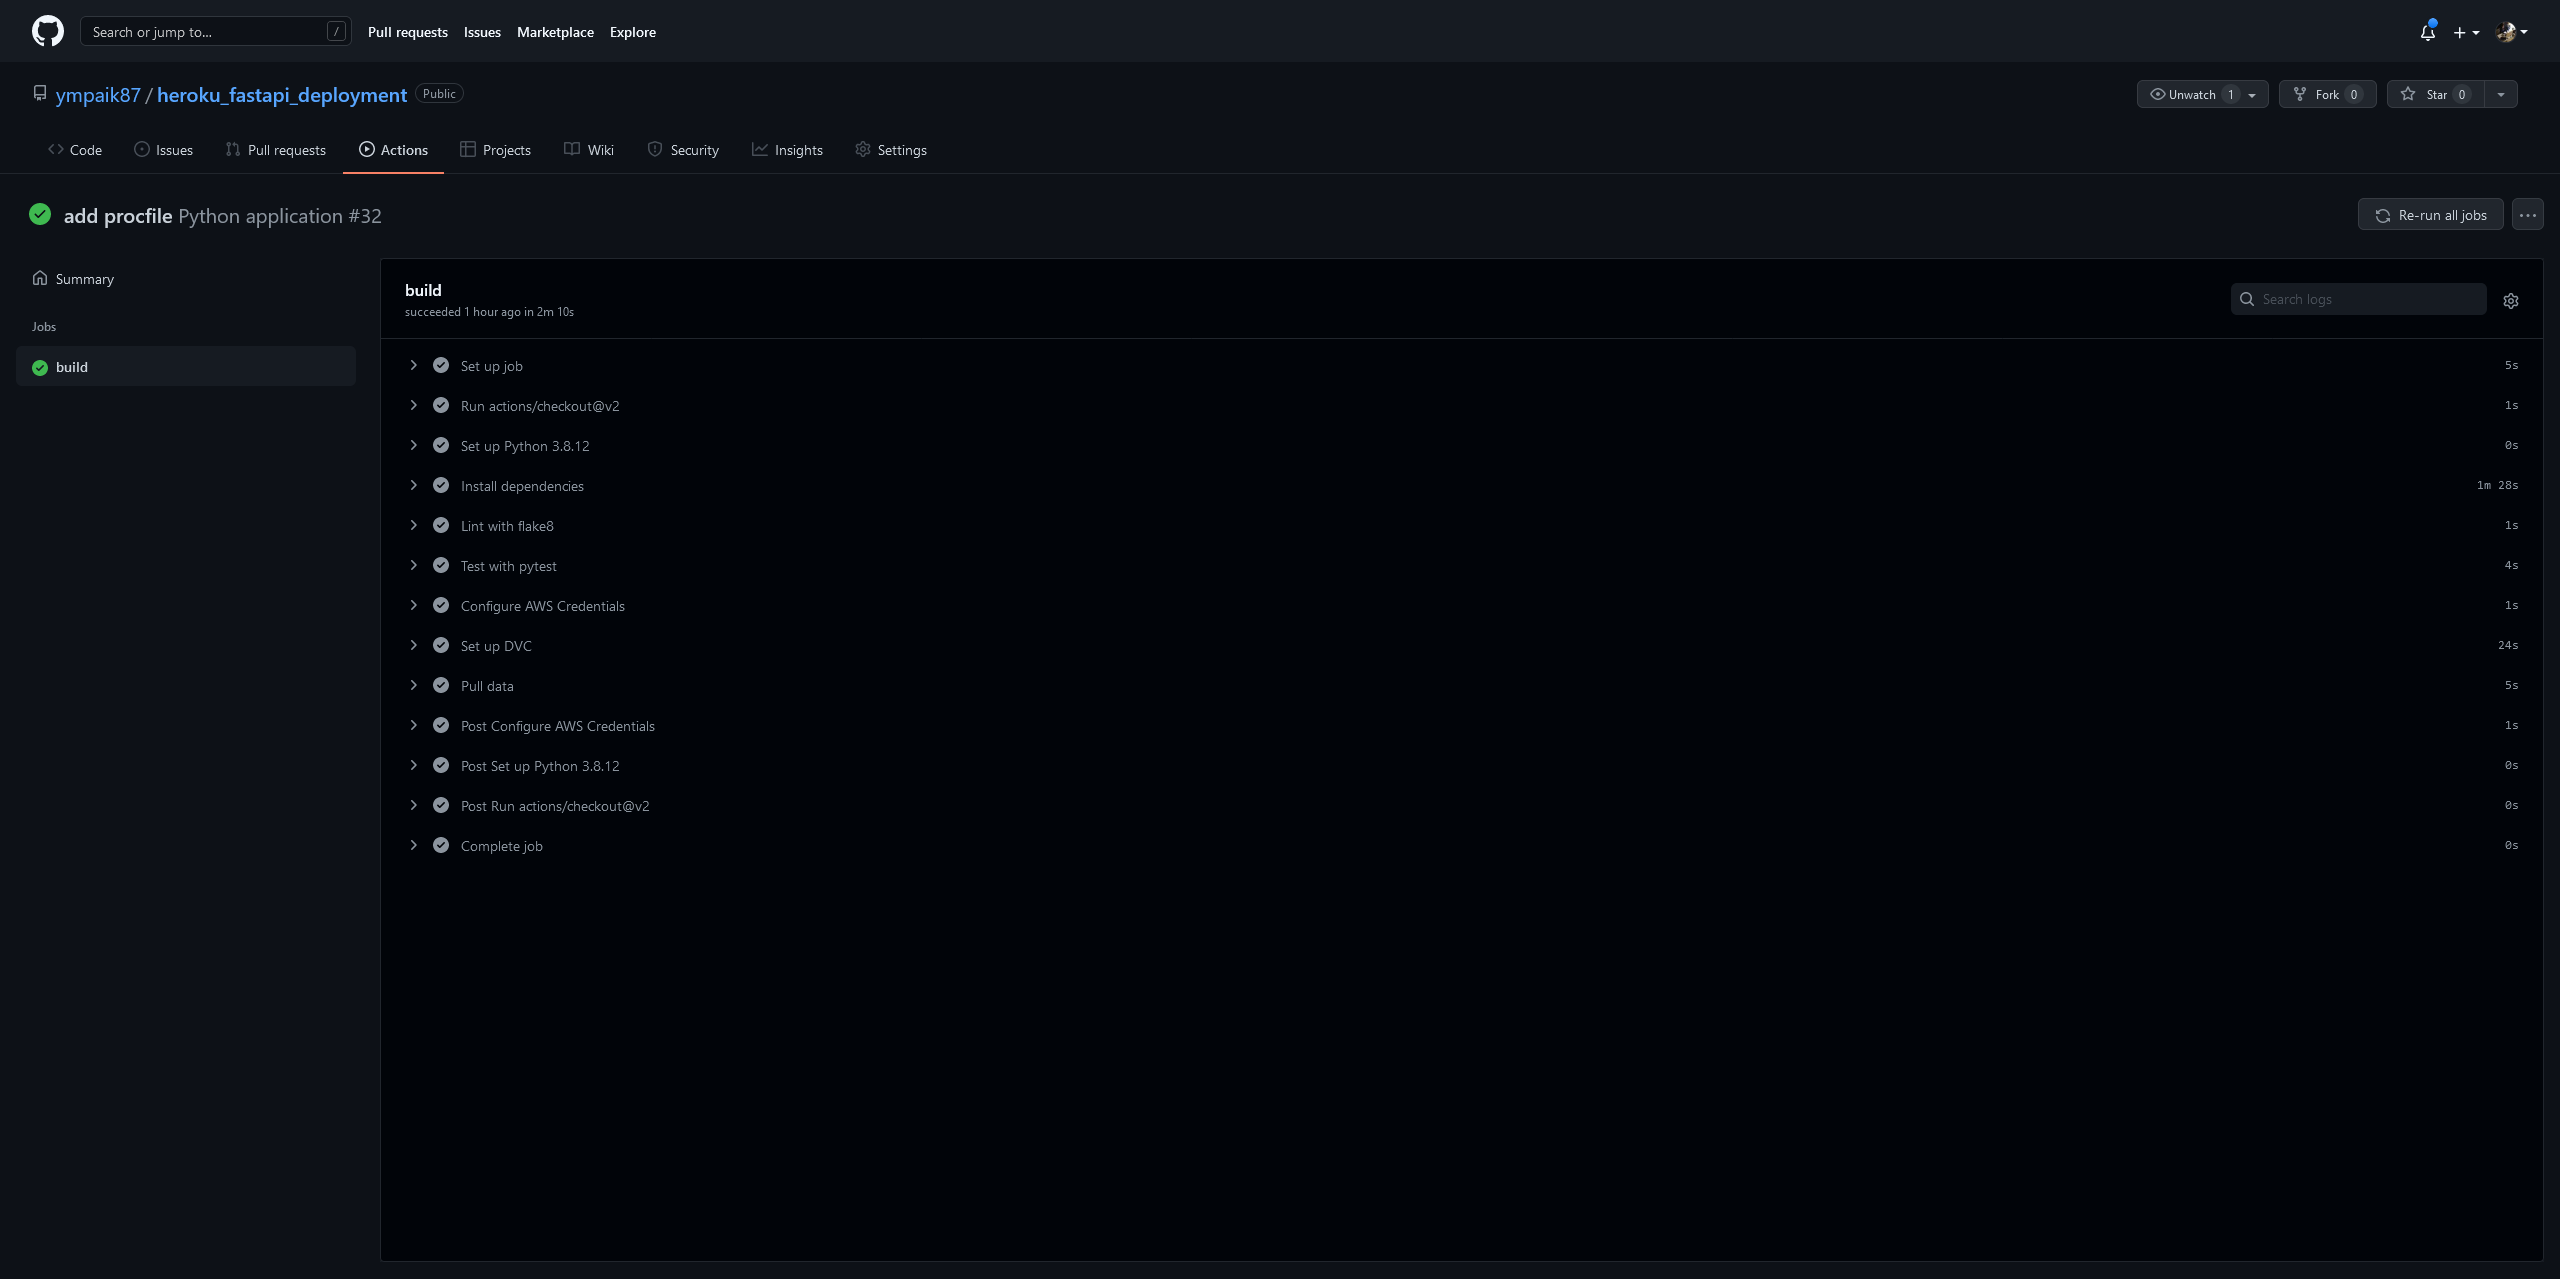 Search or jump to... /
Pull requests Issues Marketplace Explore
ympaik87 / heroku_fastapi_deployment Public
Unwatch 1 Fork 0 Star 0
Code Issues Pull requests Actions Projects Wiki Security Insights Settings
add procfile Python application #32
Re-run all jobs
Summary
Jobs
build
build
succeeded 1 hour ago in 2m 10s
Search logs
Set up job 5s
Run actions/checkout@v2 1s
Set up Python 3.8.12 0s
Install dependencies 1m 28s
Lint with flake8 1s
Test with pytest 4s
Configure AWS Credentials 1s
Set up DVC 24s
Pull data 5s
Post Configure AWS Credentials 1s
Post Set up Python 3.8.12 0s
Post Run actions/checkout@v2 0s
Complete job 0s